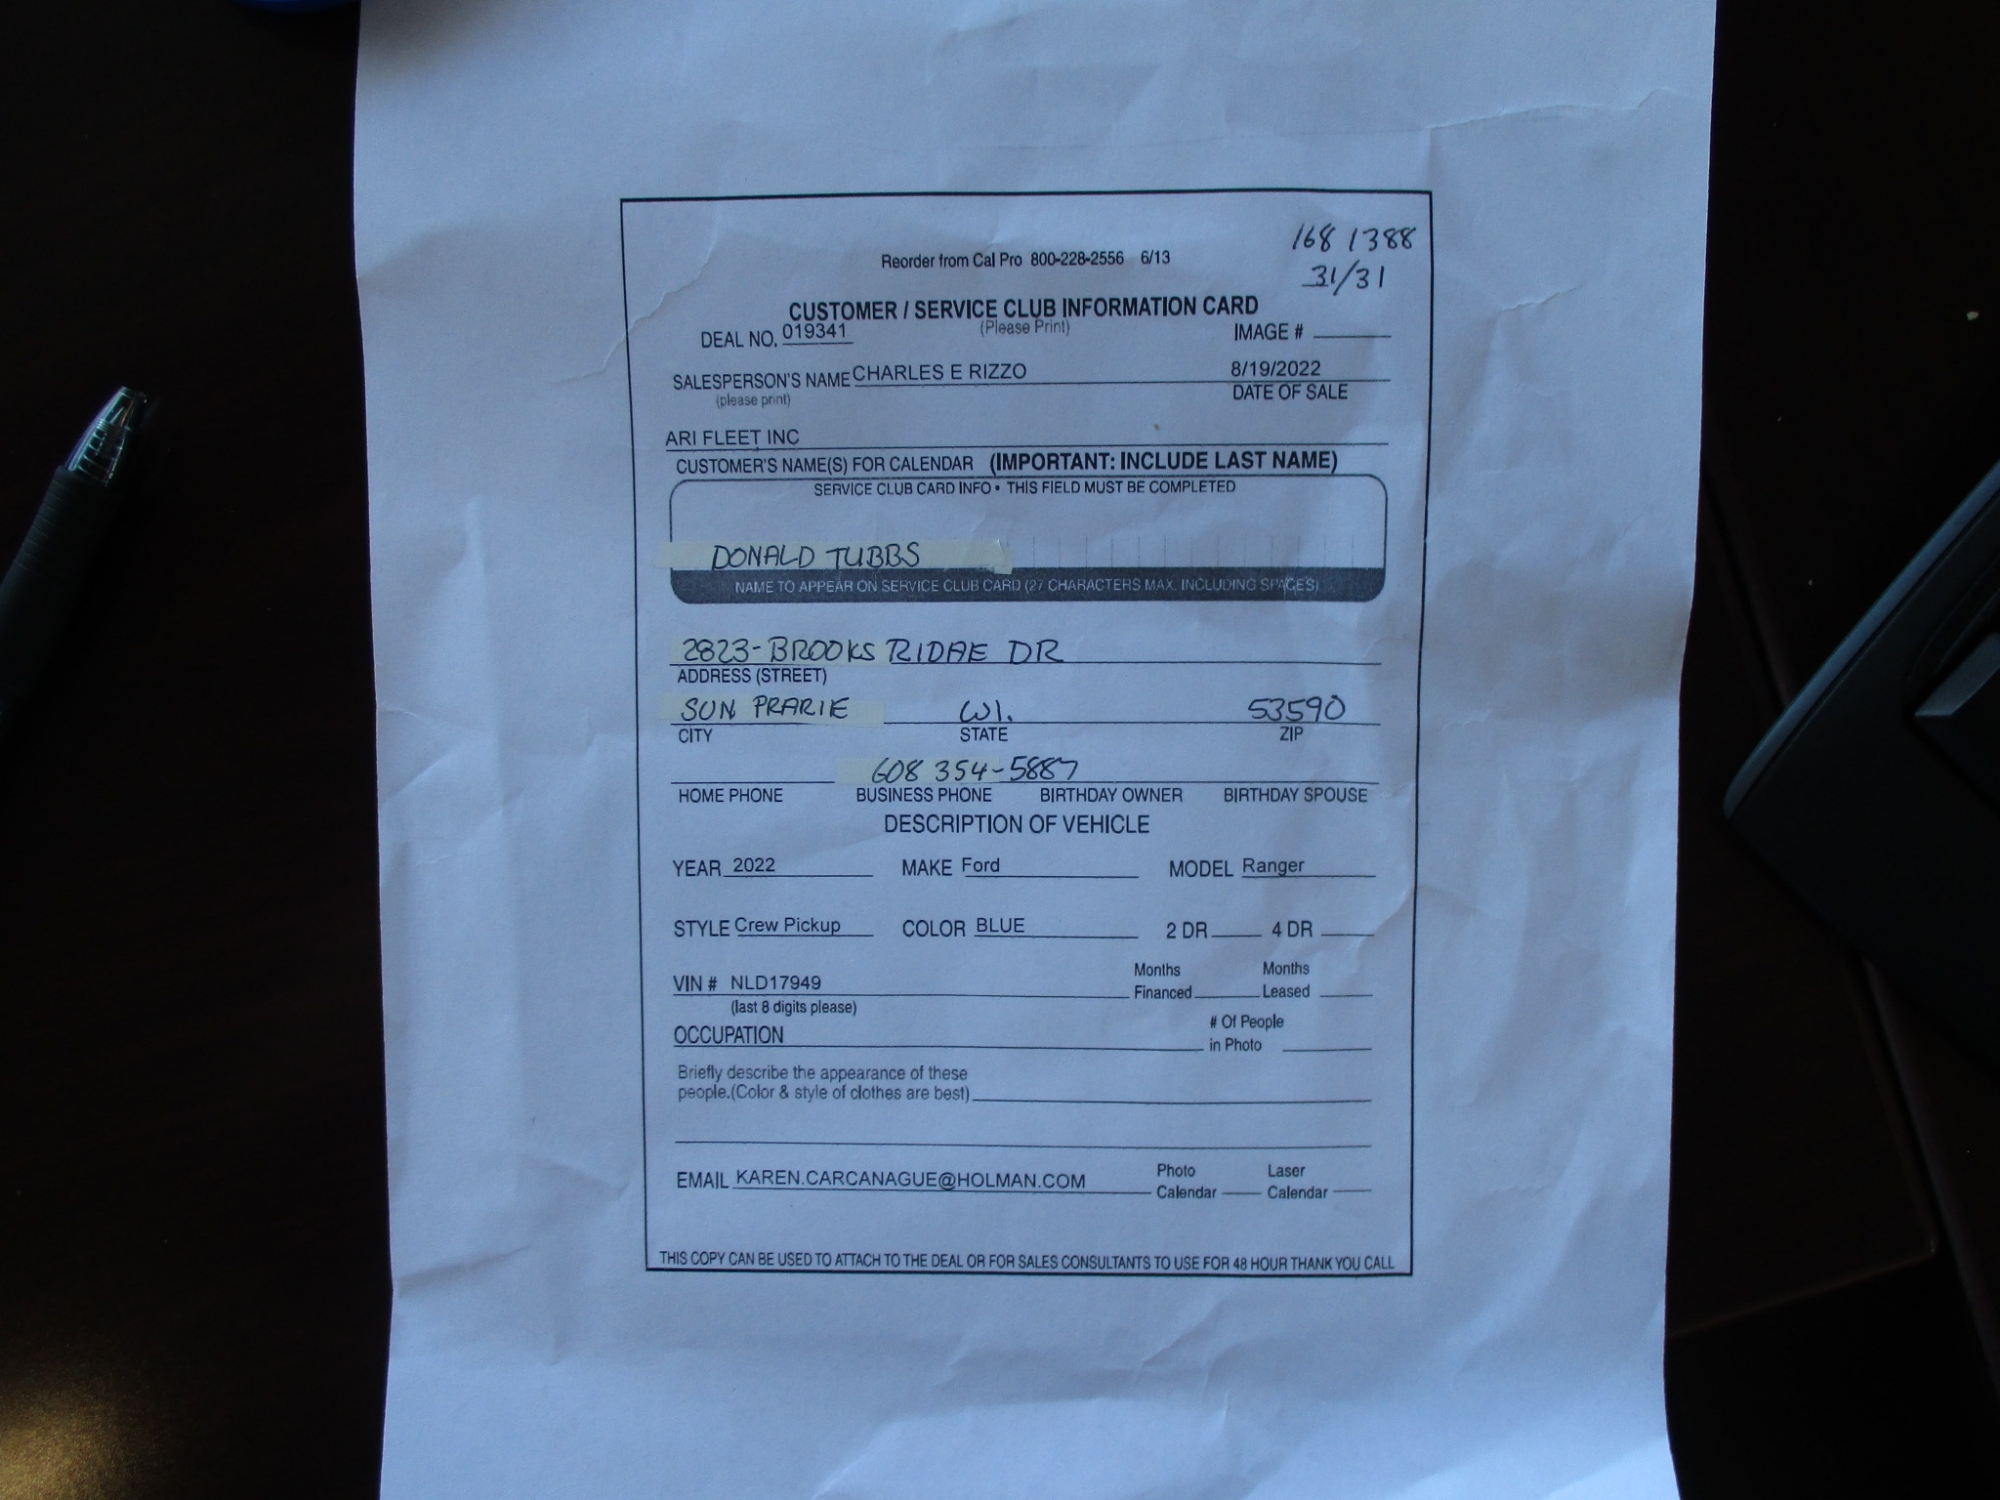 168 1388
Reorder from Cal Pro 800-228-2556 6/13
31/31
CUSTOMER / SERVICE CLUB INFORMATION CARD
DEAL NO. 019341 (Please Print) IMAGE #
SALESPERSON'S NAME CHARLES E RIZZO 8/19/2022
(please print) DATE OF SALE
ARI FLEET INC
CUSTOMER'S NAME(S) FOR CALENDAR (IMPORTANT: INCLUDE LAST NAME)
SERVICE CLUB CARD INFO • THIS FIELD MUST BE COMPLETED
DONALD TUBBS
NAME TO APPEAR ON SERVICE CLUB CARD (27 CHARACTERS MAX. INCLUDING SPACES)
2823-BROOKS RIDAE DR
ADDRESS (STREET)
SUN PRARIE WI. 53590
CITY STATE ZIP
608 354-5887
HOME PHONE BUSINESS PHONE BIRTHDAY OWNER BIRTHDAY SPOUSE
DESCRIPTION OF VEHICLE
YEAR 2022 MAKE Ford MODEL Ranger
STYLE Crew Pickup COLOR BLUE 2 DR 4 DR
Months Months
VIN # NLD17949 Financed Leased
(last 8 digits please)
# Of People
OCCUPATION in Photo
Briefly describe the appearance of these
people.(Color & style of clothes are best)
Photo Laser
EMAIL KAREN.CARCANAGUE@HOLMAN.COM Calendar Calendar
THIS COPY CAN BE USED TO ATTACH TO THE DEAL OR FOR SALES CONSULTANTS TO USE FOR 48 HOUR THANK YOU CALL